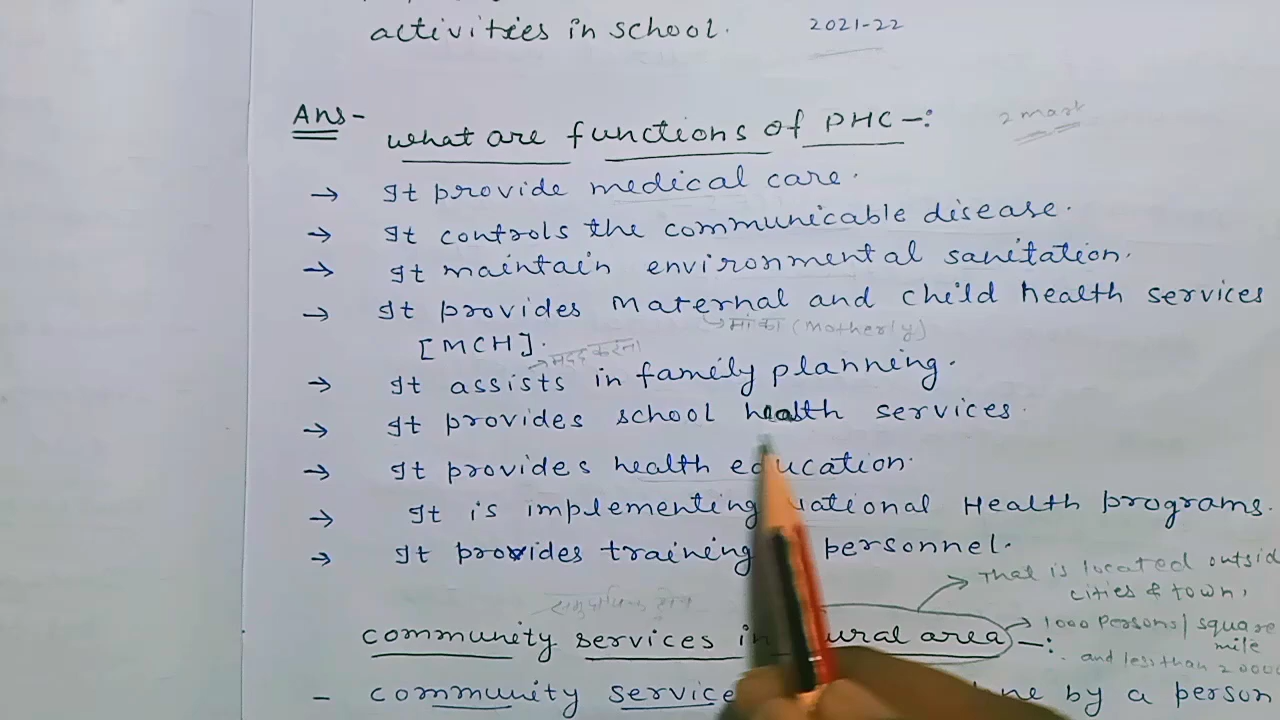 activities in school. 2021-22
Ans- What are functions of PHC-:
→ It provide medical care.
→ It controls the communicable disease.
→ It maintain environmental sanitation.
→ It provides Maternal and child health services
→ मां का (Motherly)
[MCH].
→ मदद करना
→ It assists in family planning.
→ It provides school health services.
→ It provides health education.
→ It is implementing National Health programs.
→ It provides training personnel.
→ That is located outsid
cities & town,
community services in rural area -:
→ 1000 persons/square
mile
and less than
- community service by a person